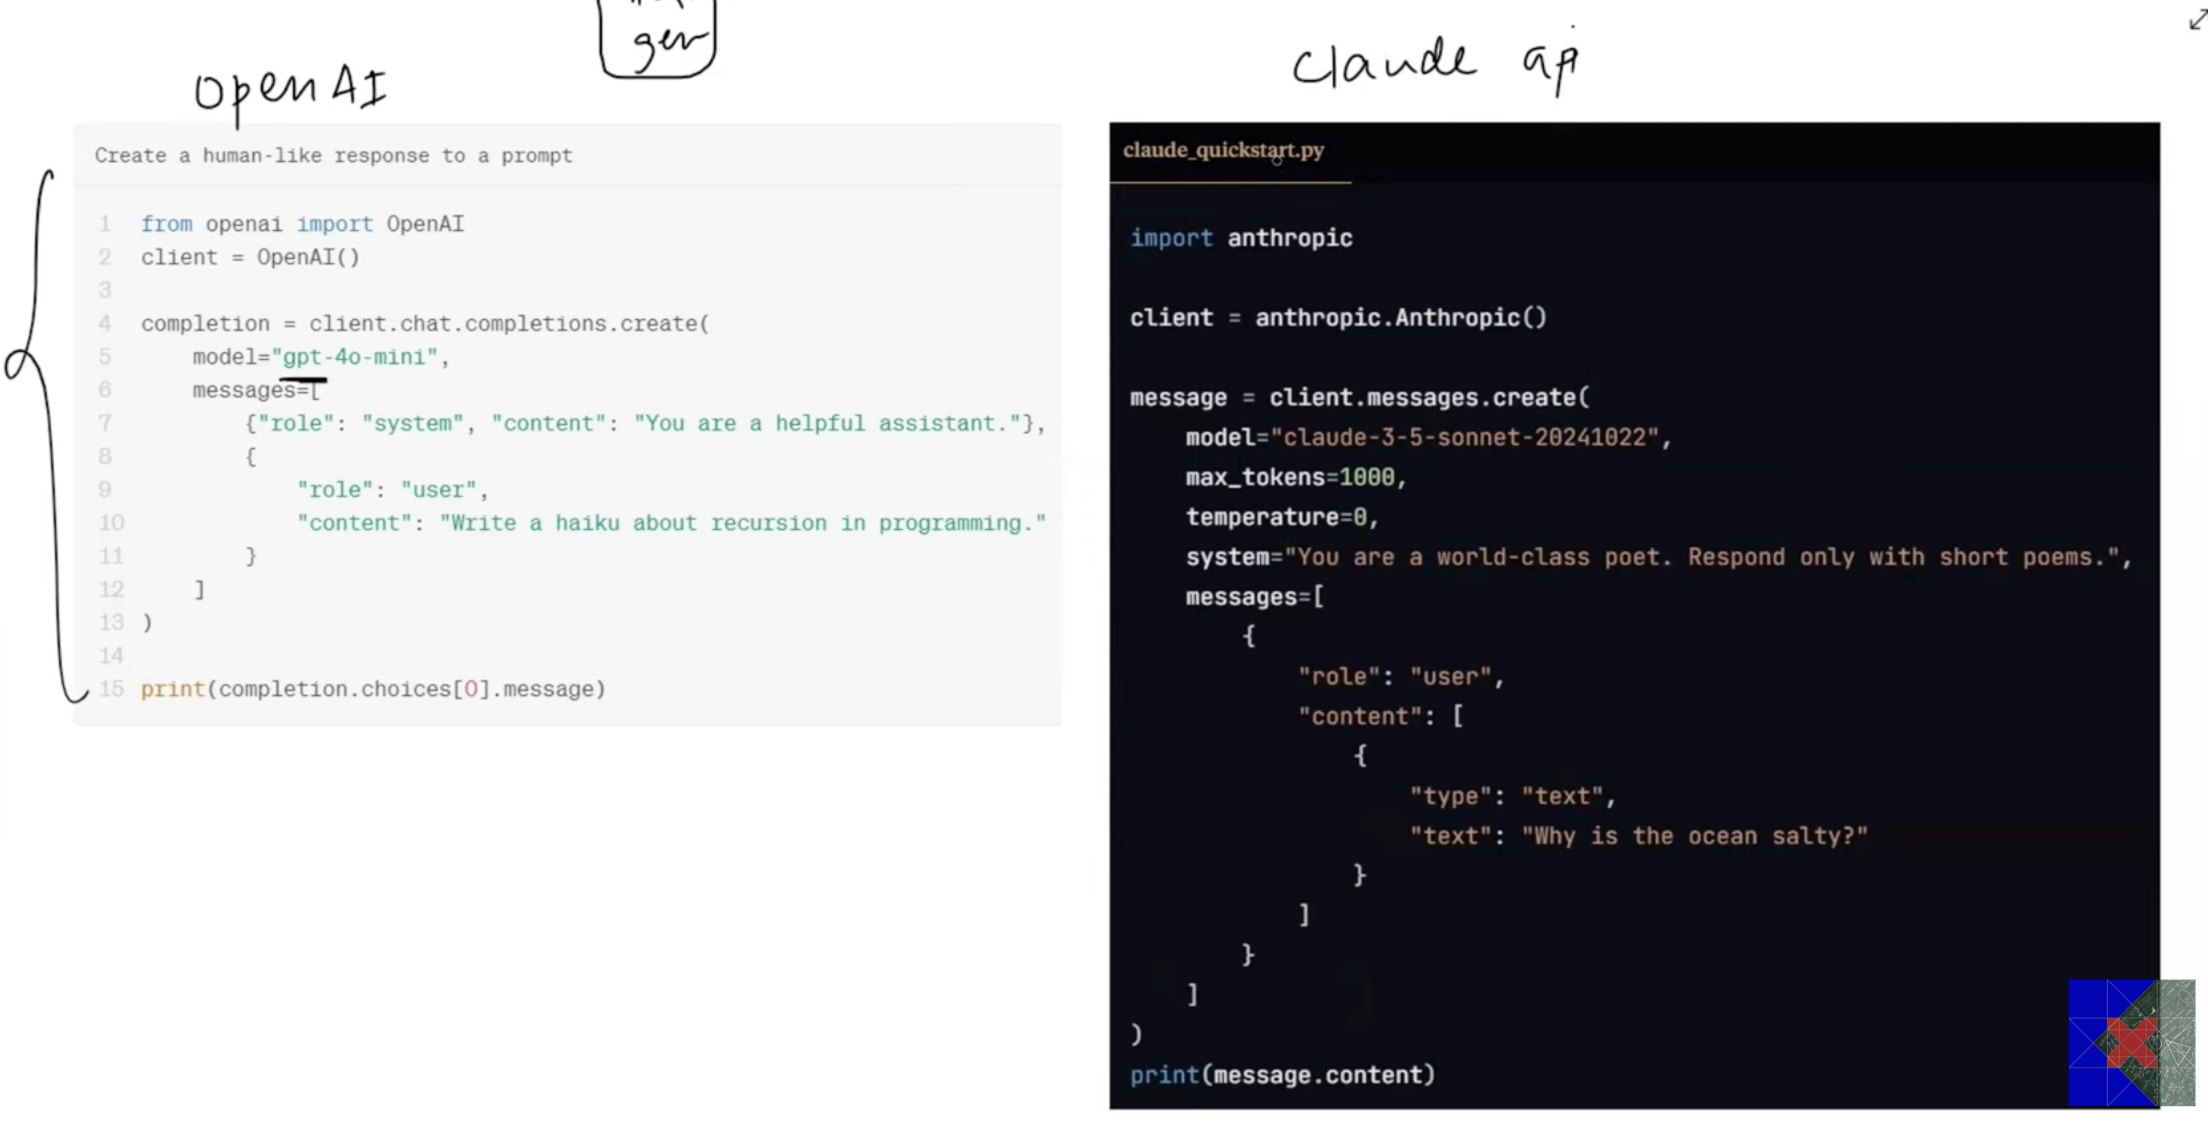 gen
OpenAI
Create a human-like response to a prompt
1 from openai import OpenAI
2 client = OpenAI()
3
4 completion = client.chat.completions.create(
5 model="gpt-4o-mini",
6 messages=[
7 {"role": "system", "content": "You are a helpful assistant."},
8 {
9 "role": "user",
10 "content": "Write a haiku about recursion in programming."
11 }
12 ]
13 )
14
15 print(completion.choices[0].message)
Claude api
claude_quickstart.py
import anthropic
client = anthropic.Anthropic()
message = client.messages.create(
model="claude-3-5-sonnet-20241022",
max_tokens=1000,
temperature=0,
system="You are a world-class poet. Respond only with short poems.",
messages=[
{
"role": "user",
"content": [
{
"type": "text",
"text": "Why is the ocean salty?"
}
]
}
]
)
print(message.content)